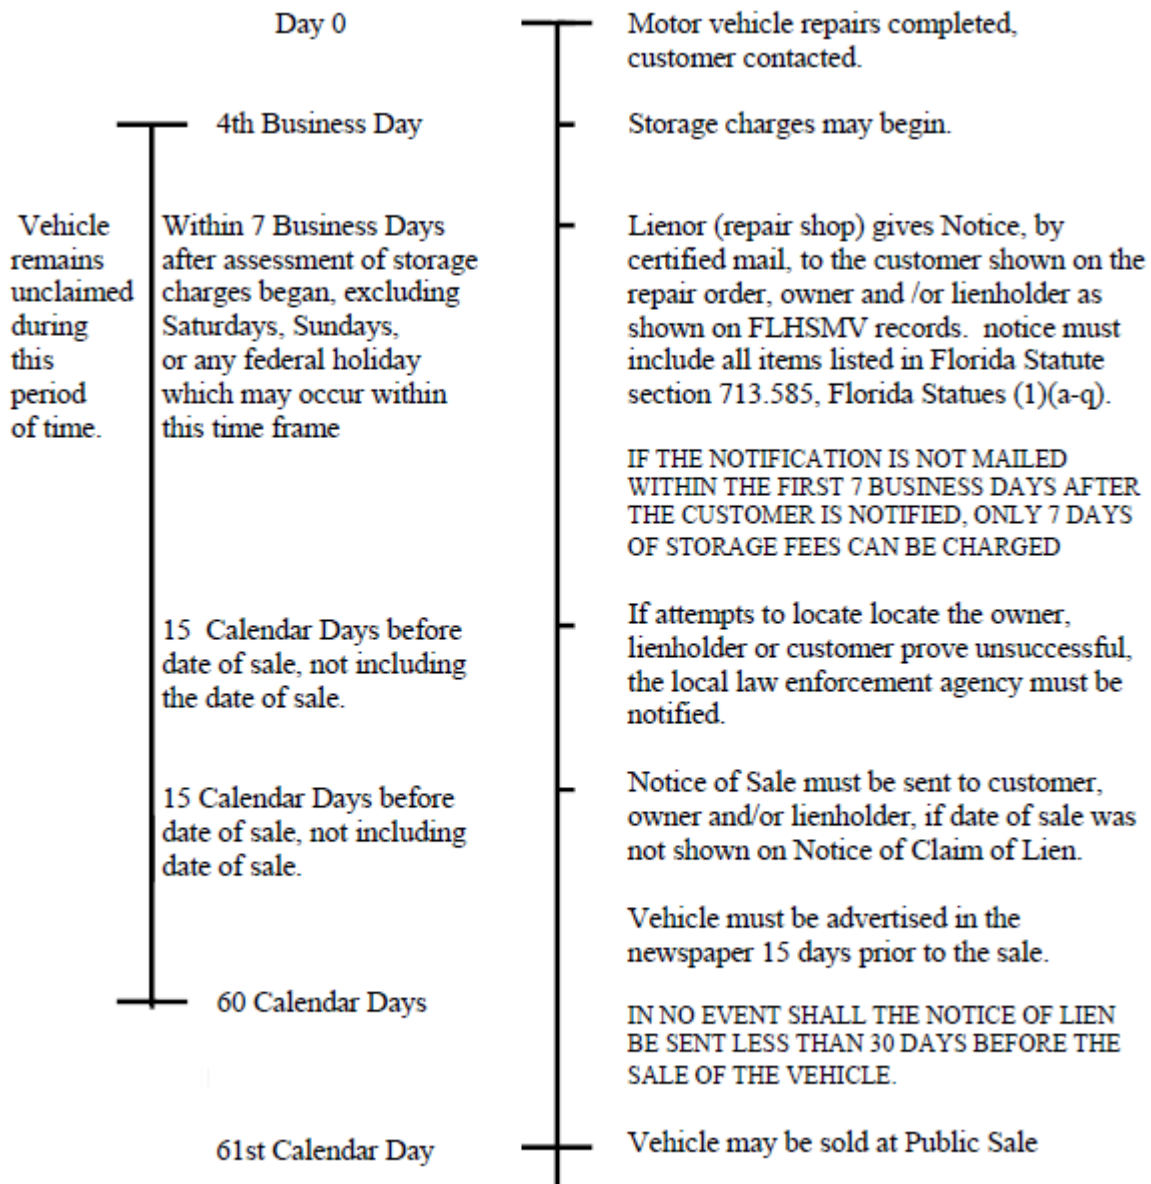 Day 0
Motor vehicle repairs completed,
customer contacted.
4th Business Day
Storage charges may begin.
Vehicle
remains
unclaimed
during
this
period
of time.
Within 7 Business Days
after assessment of storage
charges began, excluding
Saturdays, Sundays,
or any federal holiday
which may occur within
this time frame
Lienor (repair shop) gives Notice, by
certified mail, to the customer shown on the
repair order, owner and /or lienholder as
shown on FLHSMV records.  notice must
include all items listed in Florida Statute
section 713.585, Florida Statues (1)(a-q).
IF THE NOTIFICATION IS NOT MAILED
WITHIN THE FIRST 7 BUSINESS DAYS AFTER
THE CUSTOMER IS NOTIFIED, ONLY 7 DAYS
OF STORAGE FEES CAN BE CHARGED
15  Calendar Days before
date of sale, not including
the date of sale.
If attempts to locate locate the owner,
lienholder or customer prove unsuccessful,
the local law enforcement agency must be
notified.
15 Calendar Days before
date of sale, not including
date of sale.
Notice of Sale must be sent to customer,
owner and/or lienholder, if date of sale was
not shown on Notice of Claim of Lien.
Vehicle must be advertised in the
newspaper 15 days prior to the sale.
60 Calendar Days
IN NO EVENT SHALL THE NOTICE OF LIEN
BE SENT LESS THAN 30 DAYS BEFORE THE
SALE OF THE VEHICLE.
61st Calendar Day
Vehicle may be sold at Public Sale